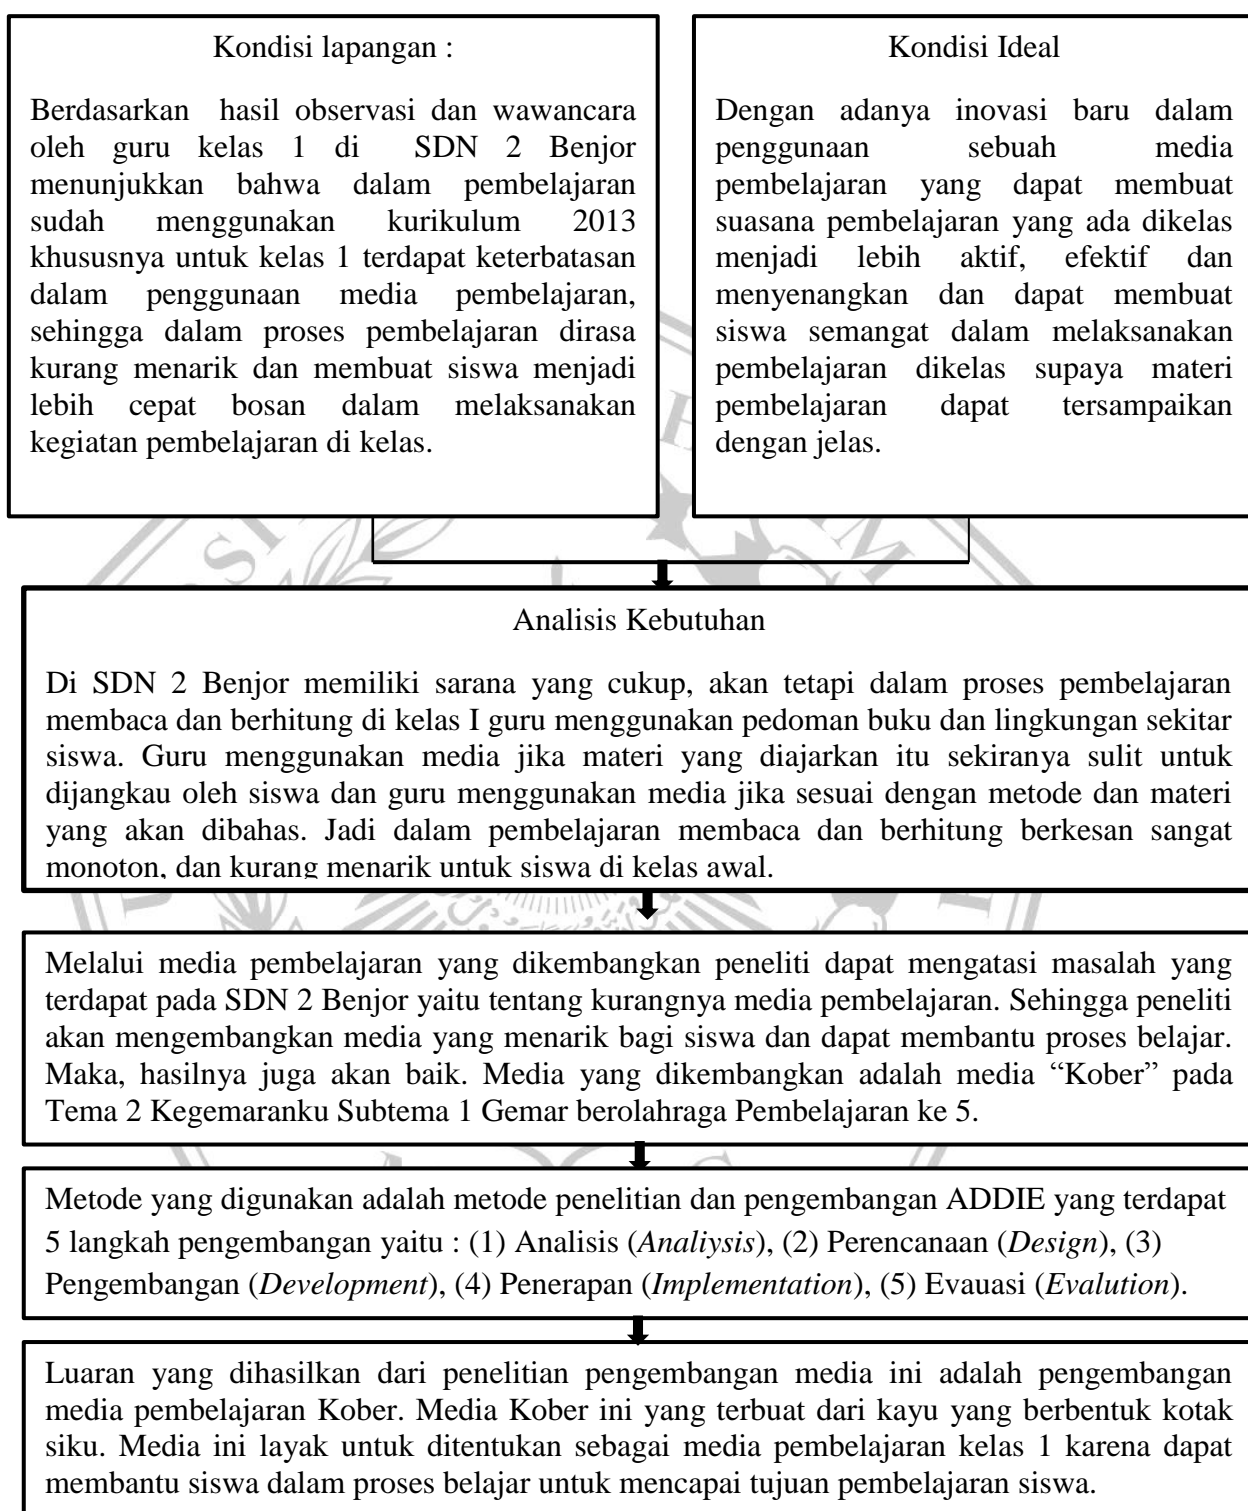 Kondisi lapangan :
Berdasarkan hasil observasi dan wawancara
oleh guru kelas 1 di SDN 2 Benjor
menunjukkan bahwa dalam pembelajaran
sudah menggunakan kurikulum 2013
khususnya untuk kelas 1 terdapat keterbatasan
dalam penggunaan media pembelajaran,
sehingga dalam proses pembelajaran dirasa
kurang menarik dan membuat siswa menjadi
lebih cepat bosan dalam melaksanakan
kegiatan pembelajaran di kelas.
Kondisi Ideal
Dengan adanya inovasi baru dalam
penggunaan sebuah media
pembelajaran yang dapat membuat
suasana pembelajaran yang ada dikelas
menjadi lebih aktif, efektif dan
menyenangkan dan dapat membuat
siswa semangat dalam melaksanakan
pembelajaran dikelas supaya materi
pembelajaran dapat tersampaikan
dengan jelas.
Analisis Kebutuhan
Di SDN 2 Benjor memiliki sarana yang cukup, akan tetapi dalam proses pembelajaran
membaca dan berhitung di kelas I guru menggunakan pedoman buku dan lingkungan sekitar
siswa. Guru menggunakan media jika materi yang diajarkan itu sekiranya sulit untuk
dijangkau oleh siswa dan guru menggunakan media jika sesuai dengan metode dan materi
yang akan dibahas. Jadi dalam pembelajaran membaca dan berhitung berkesan sangat
monoton, dan kurang menarik untuk siswa di kelas awal.
Melalui media pembelajaran yang dikembangkan peneliti dapat mengatasi masalah yang
terdapat pada SDN 2 Benjor yaitu tentang kurangnya media pembelajaran. Sehingga peneliti
akan mengembangkan media yang menarik bagi siswa dan dapat membantu proses belajar.
Maka, hasilnya juga akan baik. Media yang dikembangkan adalah media “Kober” pada
Tema 2 Kegemaranku Subtema 1 Gemar berolahraga Pembelajaran ke 5.
Metode yang digunakan adalah metode penelitian dan pengembangan ADDIE yang terdapat
5 langkah pengembangan yaitu : (1) Analisis (Analiysis), (2) Perencanaan (Design), (3)
Pengembangan (Development), (4) Penerapan (Implementation), (5) Evauasi (Evalution).
Luaran yang dihasilkan dari penelitian pengembangan media ini adalah pengembangan
media pembelajaran Kober. Media Kober ini yang terbuat dari kayu yang berbentuk kotak
siku. Media ini layak untuk ditentukan sebagai media pembelajaran kelas 1 karena dapat
membantu siswa dalam proses belajar untuk mencapai tujuan pembelajaran siswa.